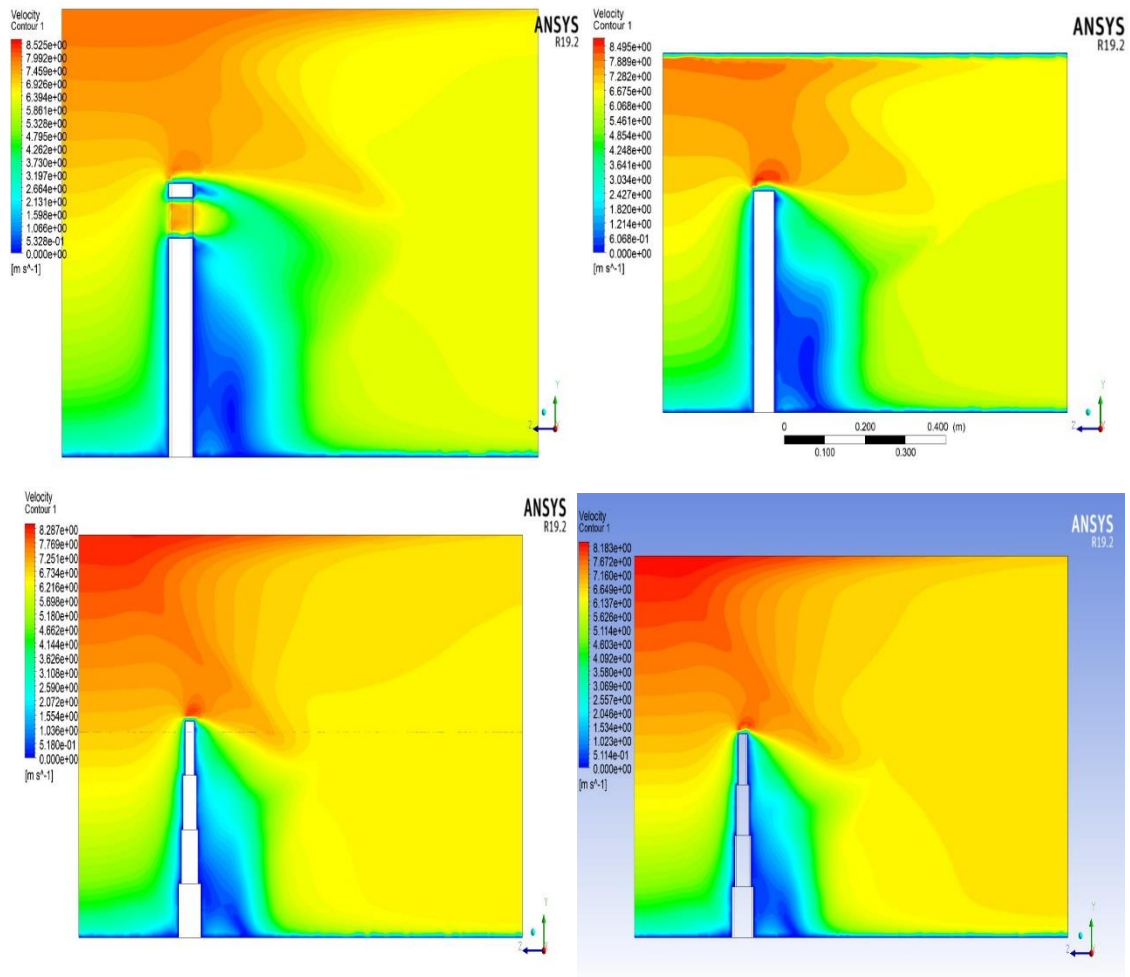 Velocity
Contour 1
8.525e+00
7.992e+00
7.459e+00
6.926e+00
6.394e+00
5.861e+00
5.328e+00
4.795e+00
4.262e+00
3.730e+00
3.197e+00
2.664e+00
2.131e+00
1.598e+00
1.066e+00
5.328e-01
0.000e+00
[m s^-1]
ANSYS
R19.2
Y
Z
Velocity
Contour 1
8.495e+00
7.889e+00
7.282e+00
6.675e+00
6.068e+00
5.461e+00
4.854e+00
4.248e+00
3.641e+00
3.034e+00
2.427e+00
1.820e+00
1.214e+00
6.068e-01
0.000e+00
[m s^-1]
ANSYS
R19.2
0 0.200 0.400 (m)
0.100 0.300
Y
Z
Velocity
Contour 1
8.287e+00
7.769e+00
7.251e+00
6.734e+00
6.216e+00
5.698e+00
5.180e+00
4.662e+00
4.144e+00
3.626e+00
3.108e+00
2.590e+00
2.072e+00
1.554e+00
1.036e+00
5.180e-01
0.000e+00
[m s^-1]
ANSYS
R19.2
Y
Z
Velocity
Contour 1
8.183e+00
7.672e+00
7.160e+00
6.649e+00
6.137e+00
5.626e+00
5.114e+00
4.603e+00
4.092e+00
3.580e+00
3.069e+00
2.557e+00
2.046e+00
1.534e+00
1.023e+00
5.114e-01
0.000e+00
[m s^-1]
ANSYS
R19.2
Y
Z